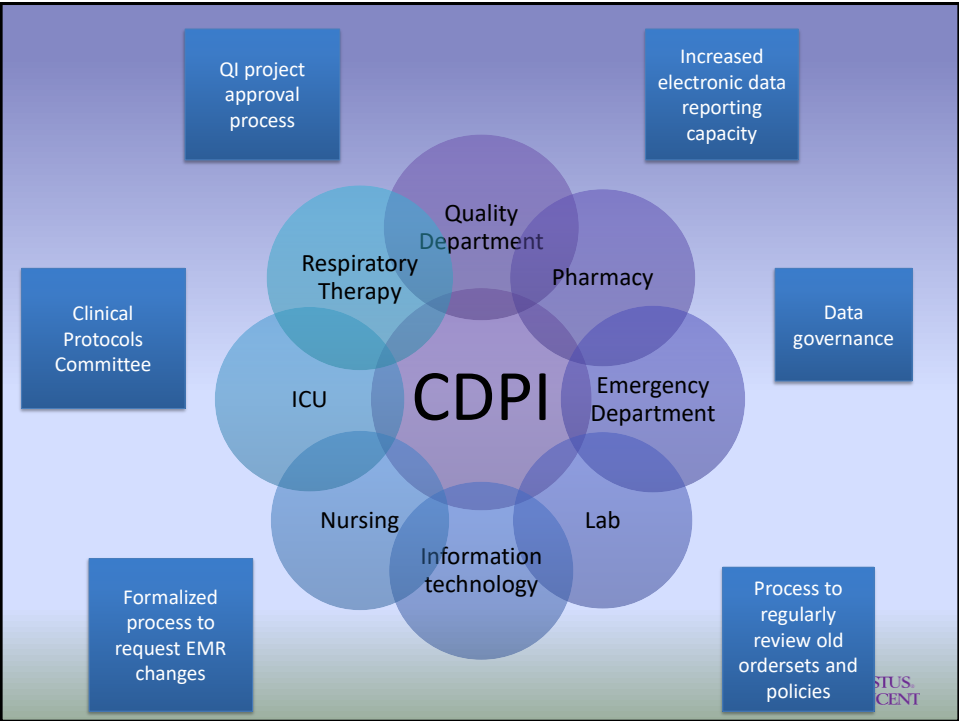 QI project
approval
process
Increased
electronic data
reporting
capacity
Quality
Department
Respiratory
Therapy
Pharmacy
Clinical
Protocols
Committee
Data
governance
ICU
CDPI
Emergency
Department
Nursing
Lab
Information
technology
Formalized
process to
request EMR
changes
Process to
regularly
review old
ordersets and
policies
STUS.
CENT